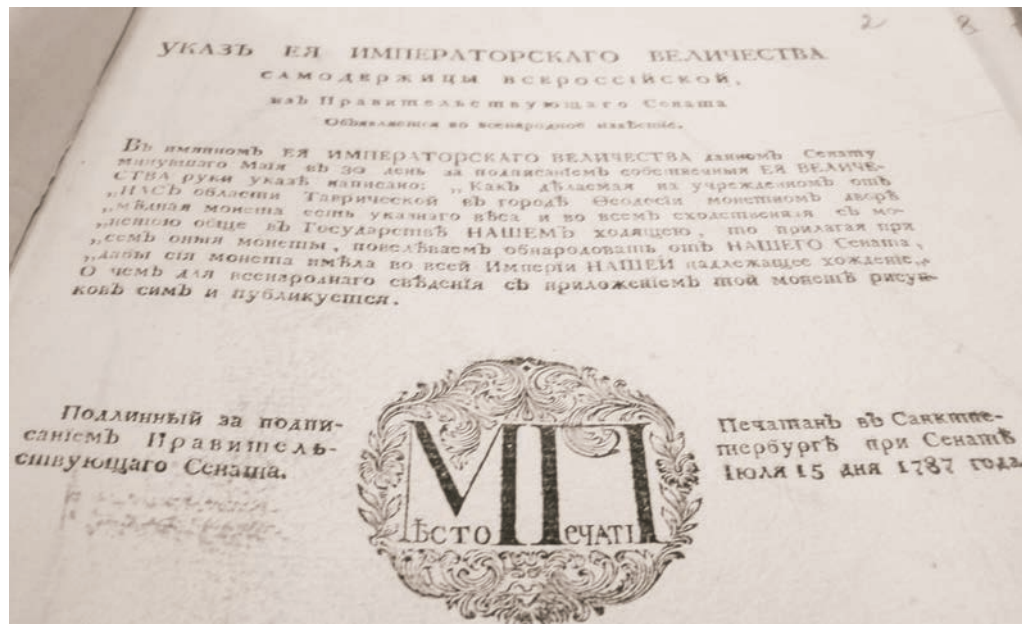 2 8
УКАЗЪ ЕЯ ИМПЕРАТОРСКАГО ВЕЛИЧЕСТВА
САМОДЕРЖИЦЫ ВСЕРОССІЙСКОЙ,
изъ Правительствующаго Сената
Объявляется во всенародное извѣстіе.
Въ имянномъ ЕЯ ИМПЕРАТОРСКАГО ВЕЛИЧЕСТВА данномъ Сенату
минувшаго Маія въ 30 день за подписаніемъ собственныя ЕЯ ВЕЛИЧЕ-
СТВА руки указѣ написано: „Какъ дѣлаемая на учрежденномъ отъ
„НАСЪ области Таврической въ городѣ Ѳеодосіи монетномъ дворѣ
„мѣдная монета есть указнаго вѣса и во всемъ сходственная съ мо-
„нетою обще въ Государствѣ НАШЕМЪ ходящею, то прилагая при
„семъ оныя монеты, повелѣваемъ обнародовать отъ НАШЕГО Сената,
„дабы сія монета имѣла во всей Имперіи НАШЕЙ надлежащее хожденіе„
О чемъ для всенароднаго свѣденія съ приложеніемъ той монетѣ рисун-
ковъ симъ и публикуется.
Подлинный за подпи-
саніемъ Правитель-
ствующаго Сената.
МѢСТО ПЕЧАТИ
Печатанъ въ Санктпе-
тербургѣ при Сенатѣ
Іюля 15 дня 1787 года.